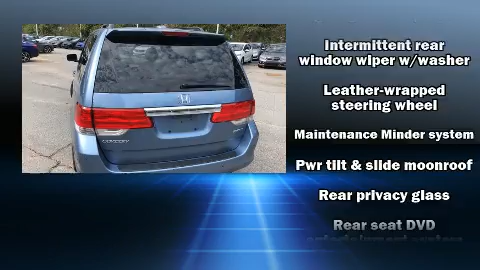 Intermittent rear
window wiper w/washer
Leather-wrapped
steering wheel
Maintenance Minder system
Pwr tilt & slide moonroof
Rear privacy glass
Rear seat DVD
ODYSSEY